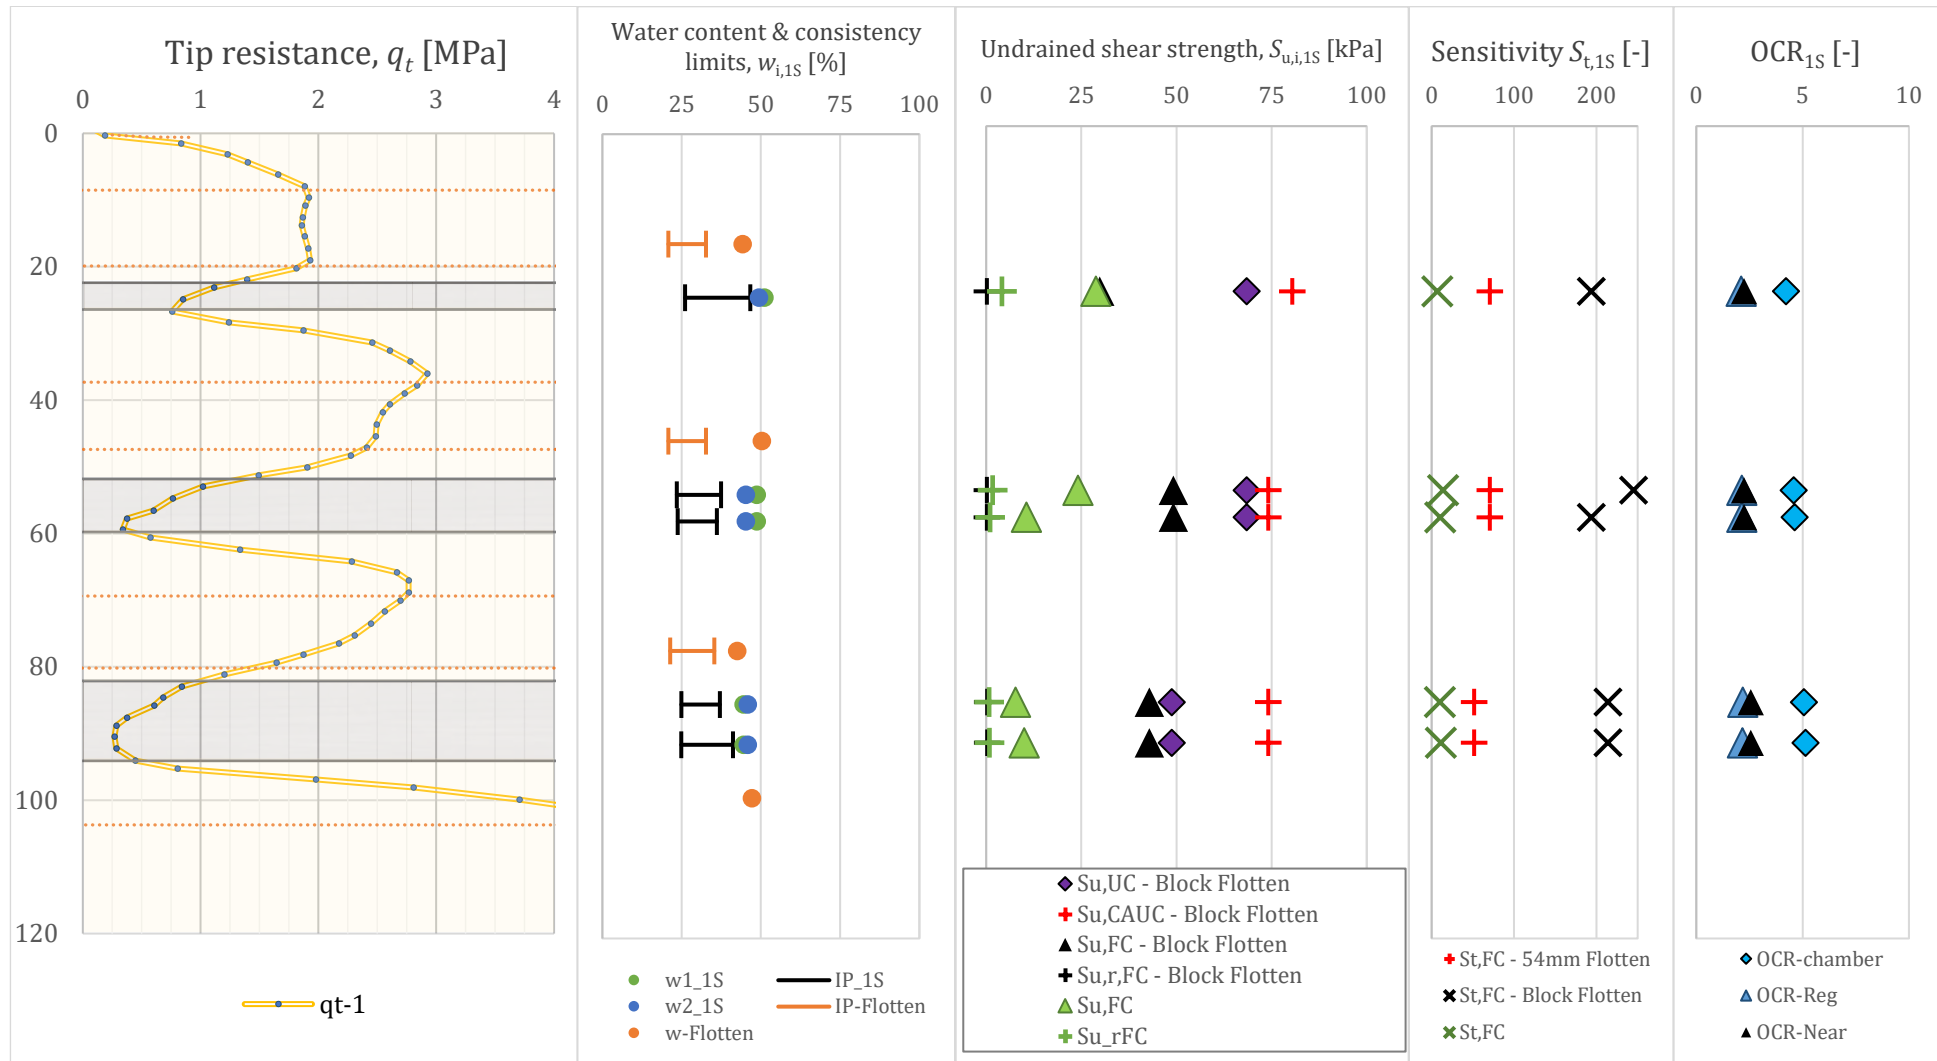 Tip resistance, qt [MPa]
0 1 2 3 4
0
20
40
60
80
100
120
qt-1
Water content & consistency
limits, wi,1S [%]
0 25 50 75 100
w1_1S
IP_1S
w2_1S
IP-Flotten
w-Flotten
Undrained shear strength, Su,i,1S [kPa]
0 25 50 75 100
Su,UC - Block Flotten
Su,CAUC - Block Flotten
Su,FC - Block Flotten
Su,r,FC - Block Flotten
Su,FC
Su_rFC
Sensitivity St,1S [-]
0 100 200
St,FC - 54mm Flotten
St,FC - Block Flotten
St,FC
OCR1S [-]
0 5 10
OCR-chamber
OCR-Reg
OCR-Near